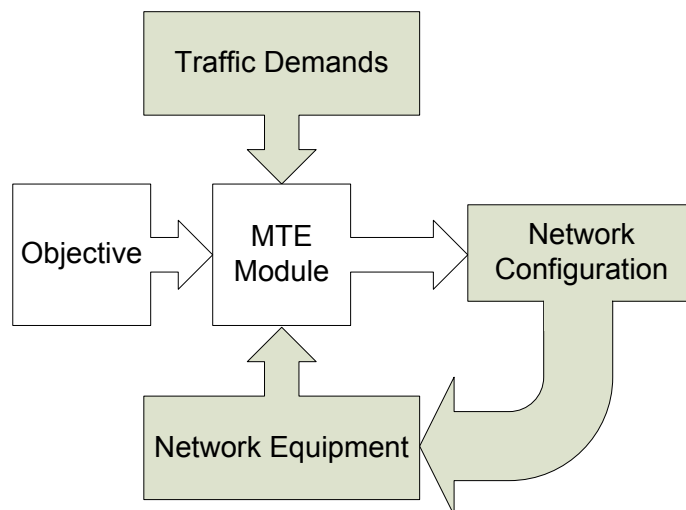 Traffic Demands
Objective
MTE
Module
Network
Configuration
Network Equipment